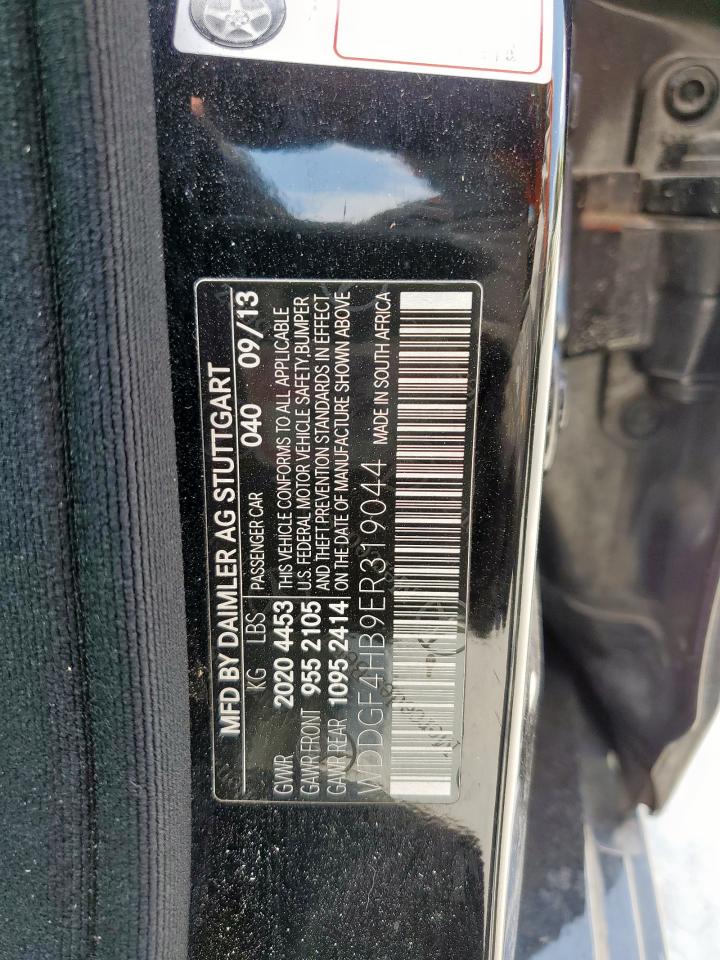 MFD BY DAIMLER AG STUTTGART
KG LBS PASSENGER CAR 040 09/13
GVWR 2020 4453 THIS VEHICLE CONFORMS TO ALL APPLICABLE
U.S. FEDERAL MOTOR VEHICLE SAFETY,BUMPER
GAWR FRONT 955 2105 AND THEFT PREVENTION STANDARDS IN EFFECT
GAWR REAR 1095 2414 ON THE DATE OF MANUFACTURE SHOWN ABOVE
WDDGF4HB9ER319044 MADE IN SOUTH AFRICA